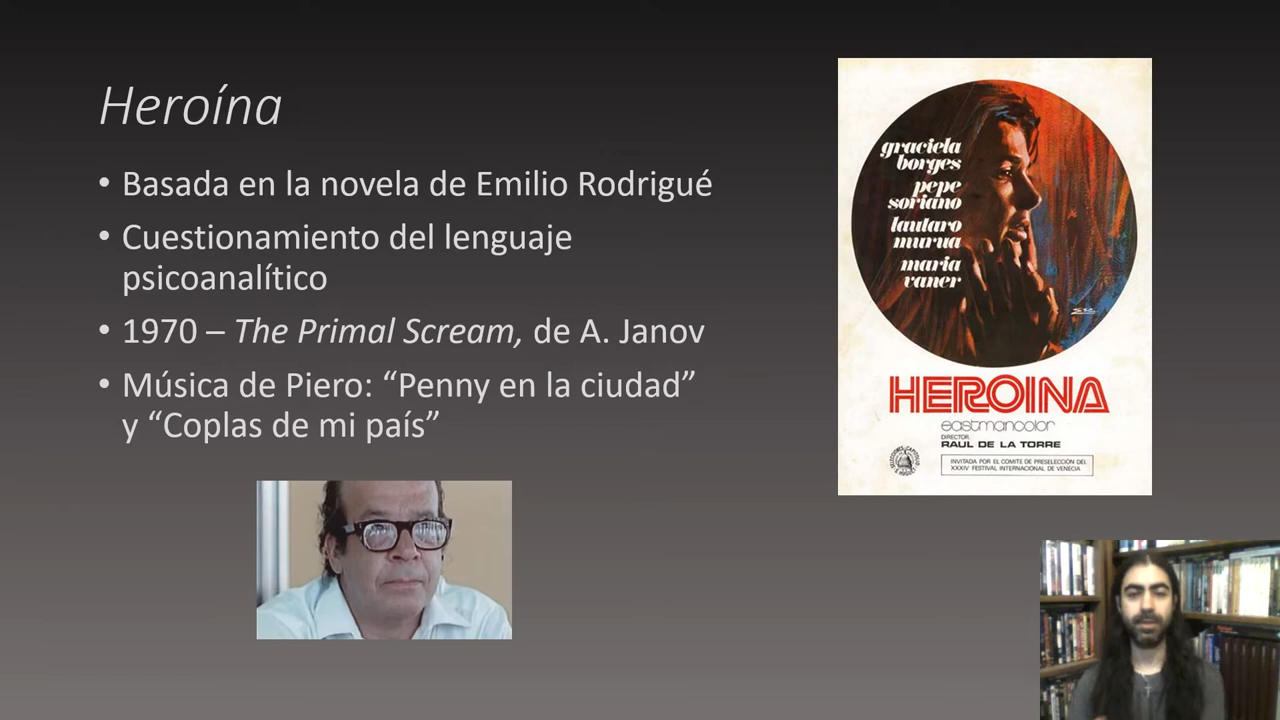 Heroína
• Basada en la novela de Emilio Rodrigué
• Cuestionamiento del lenguaje
psicoanalítico
• 1970 – The Primal Scream, de A. Janov
• Música de Piero: “Penny en la ciudad”
y “Coplas de mi país”
graciela
borges
pepe
soriano
lautaro
murua
maria
vaner
HEROINA
eastmancolor
DIRECTOR
RAUL DE LA TORRE
INVITADA POR EL COMITE DE PRESELECCION DEL
XXXIV FESTIVAL INTERNACIONAL DE VENECIA